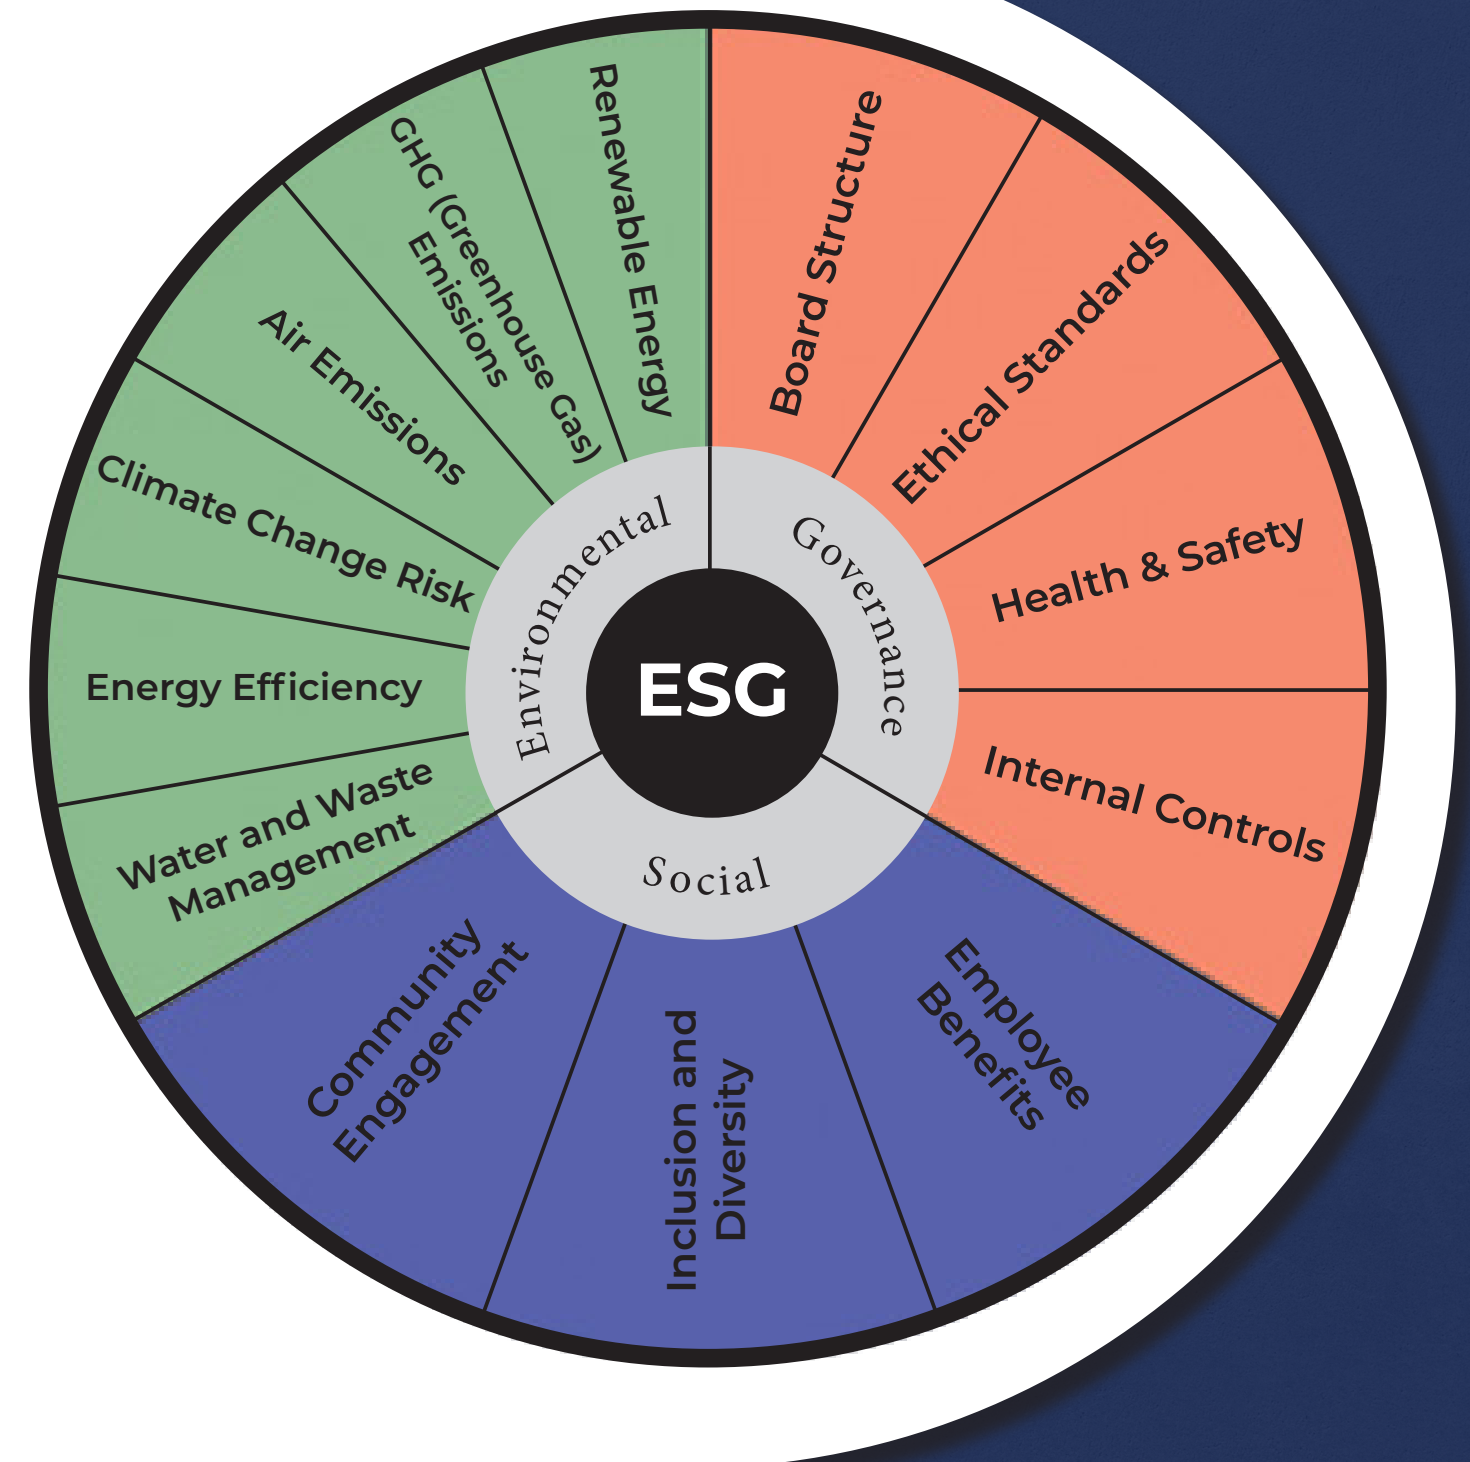 ESG
Environmental
Renewable Energy
GHG (Greenhouse Gas)
Emissions
Air Emissions
Climate Change Risk
Energy Efficiency
Water and Waste
Management
Governance
Board Structure
Ethical Standards
Health & Safety
Internal Controls
Social
Employee
Benefits
Inclusion and
Diversity
Community
Engagement